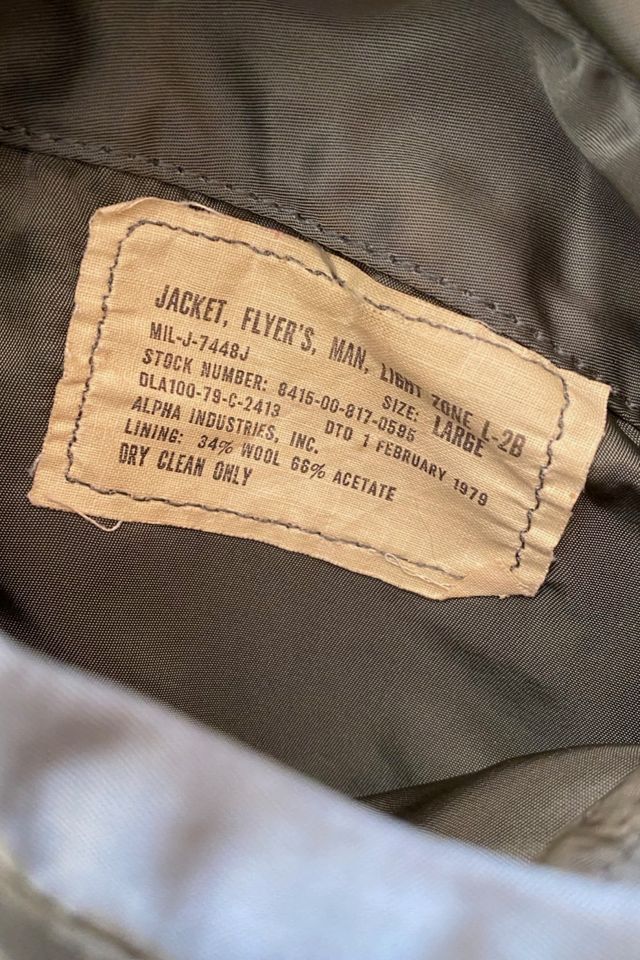 JACKET, FLYER'S, MAN, LIGHT ZONE L-2B
MIL-J-7448J SIZE: LARGE
STOCK NUMBER: 8415-00-817-0585
DLA100-79-C-2413 DTD 1 FEBRUARY 1979
ALPHA INDUSTRIES, INC.
LINING: 34% WOOL 66% ACETATE
DRY CLEAN ONLY